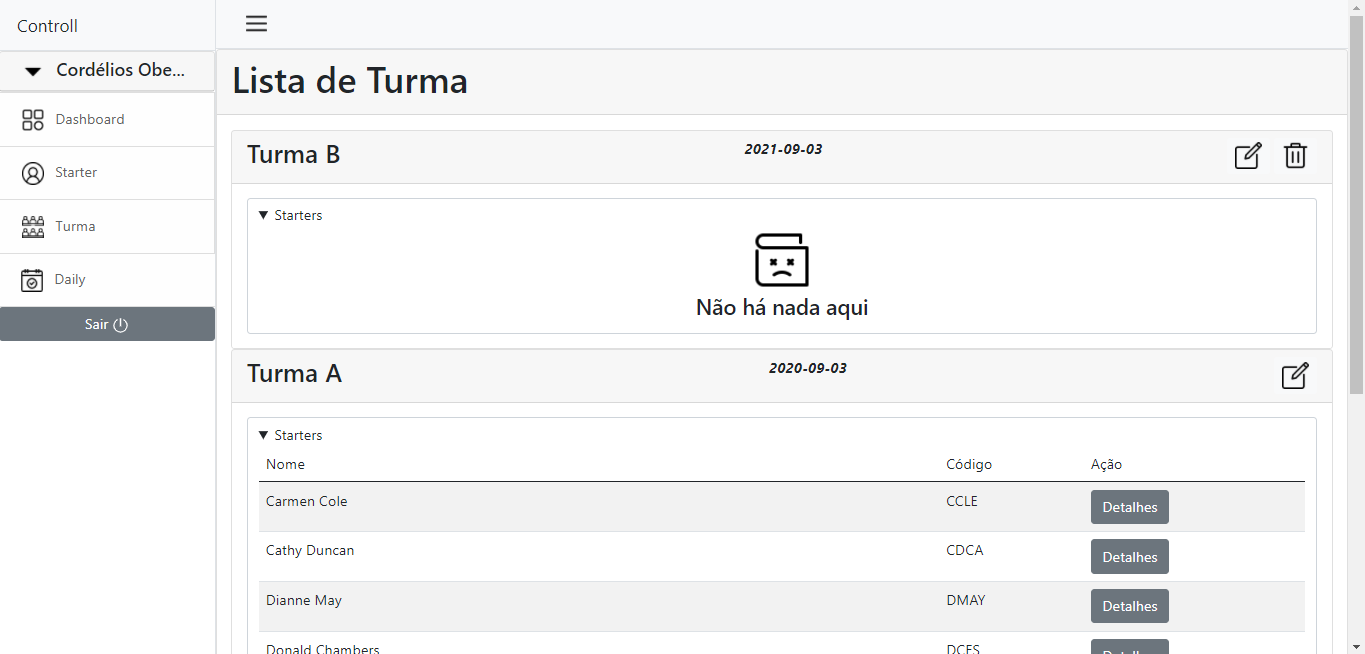 Controll
Cordélios Obe...
Dashboard
Starter
Turma
Daily
Sair
Lista de Turma
Turma B
2021-09-03
Starters
Não há nada aqui
Turma A
2020-09-03
Starters
Nome Código Ação
Carmen Cole CCLE Detalhes
Cathy Duncan CDCA Detalhes
Dianne May DMAY Detalhes
Donald Chambers DCES Detalhes